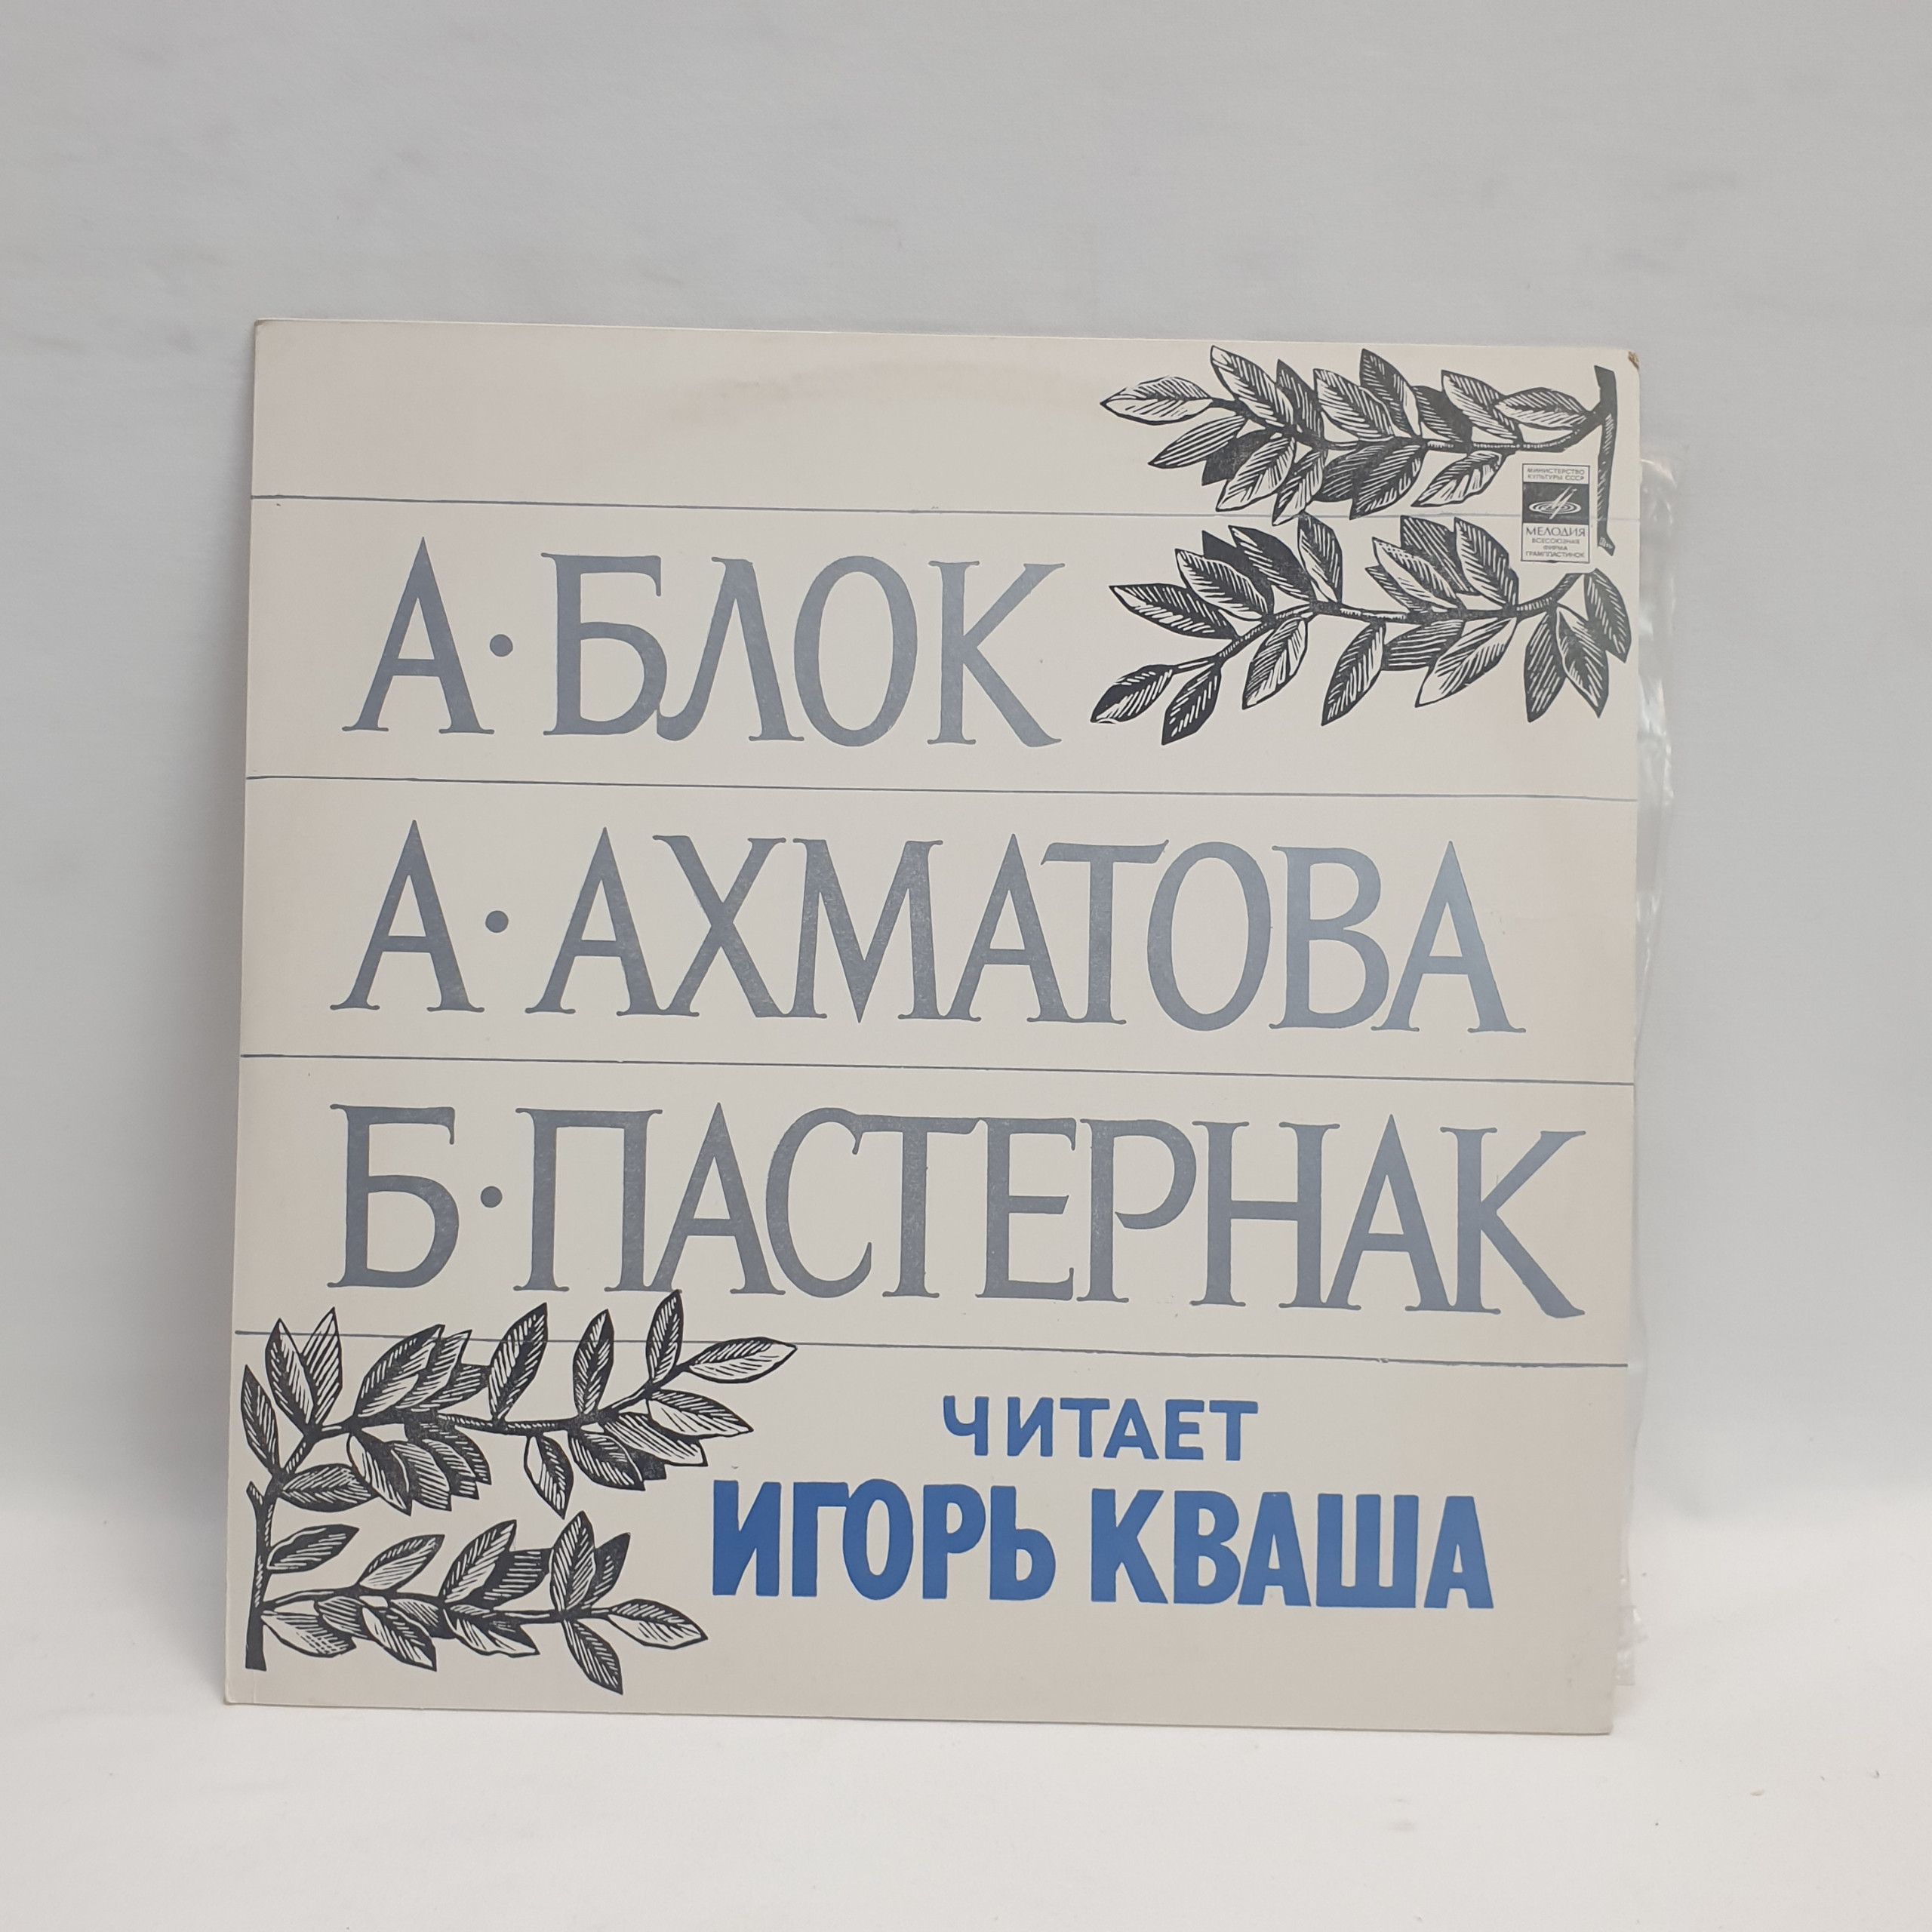 МИНИСТЕРСТВО
КУЛЬТУРЫ СССР
МЕЛОДИЯ
ВСЕСОЮЗНАЯ
ФИРМА
ГРАМПЛАСТИНОК
А·БЛОК
А·АХМАТОВА
Б·ПАСТЕРНАК
ЧИТАЕТ
ИГОРЬ КВАША